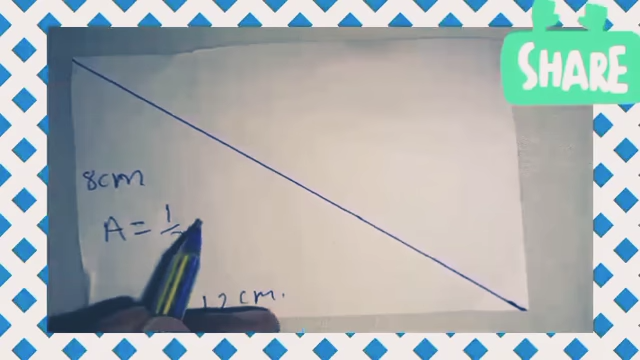 SHARE
8cm
A = 1
12 cm.